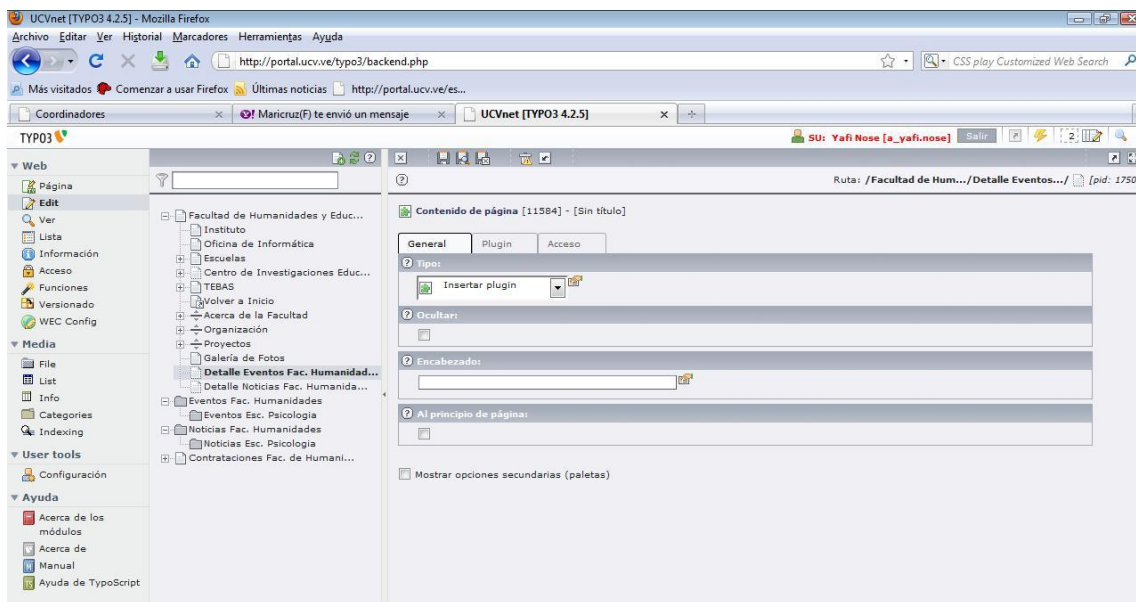 UCVnet [TYPO3 4.2.5] - Mozilla Firefox
Archivo Editar Ver Historial Marcadores Herramientas Ayuda
http://portal.ucv.ve/typo3/backend.php
CSS play Customized Web Search
Más visitados Comenzar a usar Firefox Últimas noticias http://portal.ucv.ve/es...
Coordinadores
Maricruz(F) te envió un mensaje
UCVnet [TYPO3 4.2.5]
TYPO3
SU: Yafi Nose [a_yafi.nose] Salir 2
Web
Página
Edit
Ver
Lista
Información
Acceso
Funciones
Versionado
WEC Config
Media
File
List
Info
Categories
Indexing
User tools
Configuración
Ayuda
Acerca de los
módulos
Acerca de
Manual
Ayuda de TypoScript
Facultad de Humanidades y Educ...
Instituto
Oficina de Informática
Escuelas
Centro de Investigaciones Educ...
TEBAS
Volver a Inicio
Acerca de la Facultad
Organización
Proyectos
Galería de Fotos
Detalle Eventos Fac. Humanidad...
Detalle Noticias Fac. Humanida...
Eventos Fac. Humanidades
Eventos Esc. Psicologia
Noticias Fac. Humanidades
Noticias Esc. Psicologia
Contrataciones Fac. de Humani...
Ruta: /Facultad de Hum.../Detalle Eventos.../ [pid: 1750
Contenido de página [11584] - [Sin título]
General Plugin Acceso
Tipo:
Insertar plugin
Ocultar:
Encabezado:
Al principio de página:
Mostrar opciones secundarias (paletas)